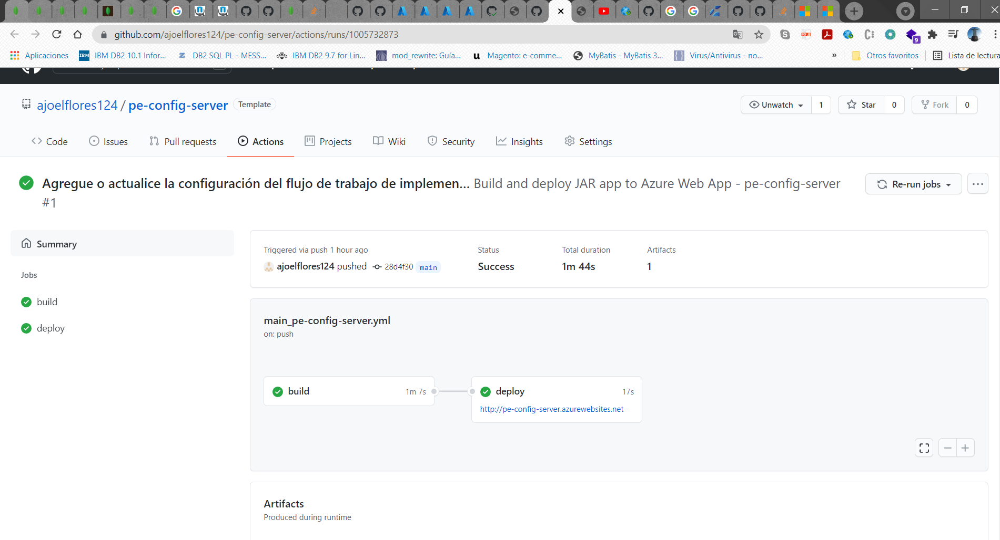 github.com/ajoelflores124/pe-config-server/actions/runs/1005732873
9
Aplicaciones IBM IBM DB2 10.1 Infor... DB2 SQL PL - MESS... IBM DB2 9.7 for Lin... mod_rewrite: Guía... Magento: e-comme... MyBatis - MyBatis 3... Virus/Antivirus - no... » Otros favoritos Lista de lectura
ajoelflores124 / pe-config-server Template Unwatch 1 Star 0 Fork 0
Code Issues Pull requests Actions Projects Wiki Security Insights Settings
Agregue o actualice la configuración del flujo de trabajo de implemen... Build and deploy JAR app to Azure Web App - pe-config-server Re-run jobs ...
#1
Summary
Triggered via push 1 hour ago Status Total duration Artifacts
ajoelflores124 pushed 28d4f30 main Success 1m 44s 1
Jobs
build
deploy
main_pe-config-server.yml
on: push
build 1m 7s deploy 17s
http://pe-config-server.azurewebsites.net
Artifacts
Produced during runtime